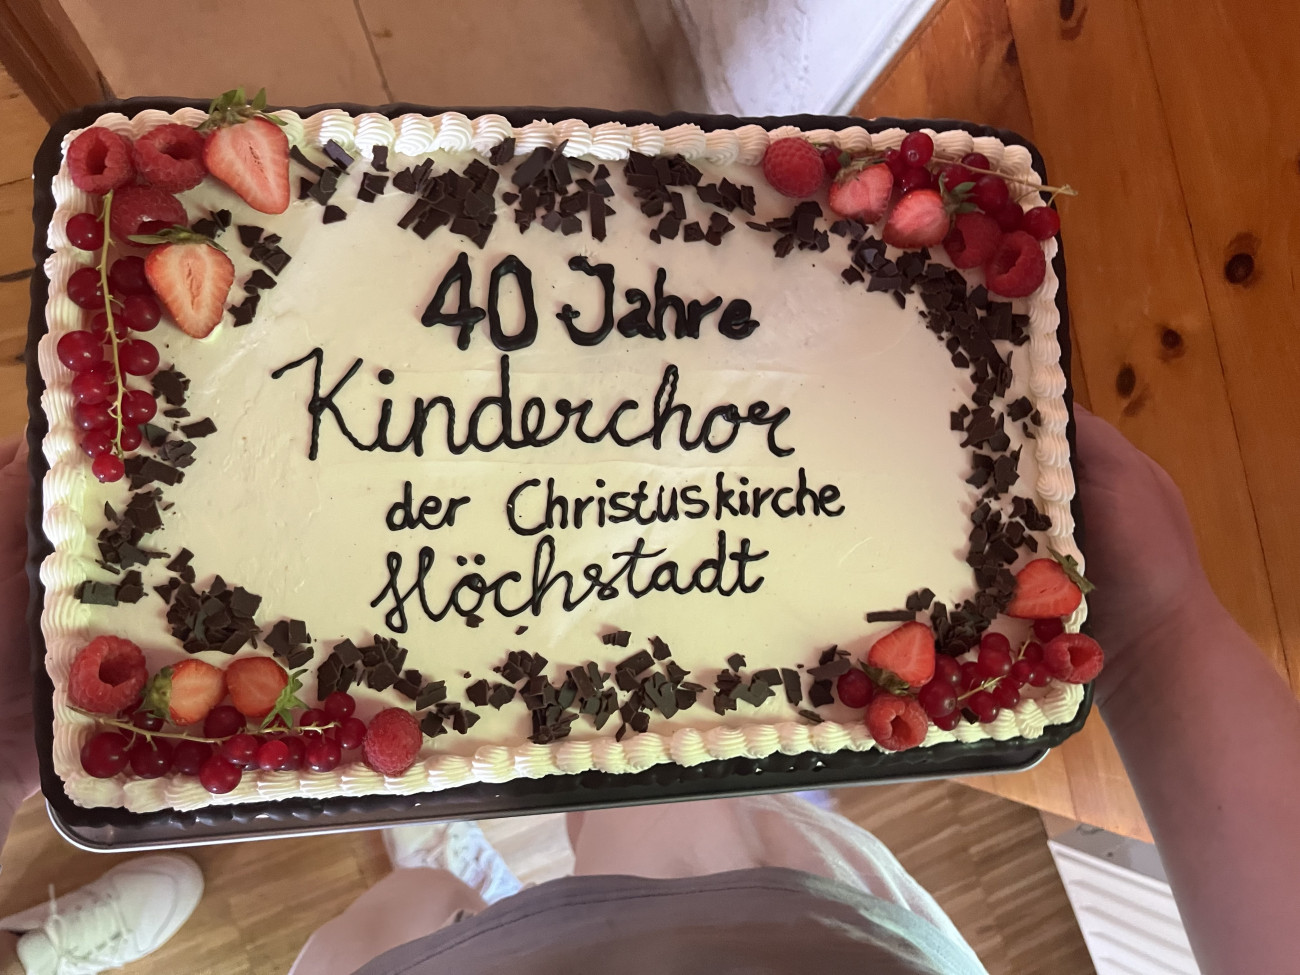 40 Jahre
Kinderchor
der Christuskirche
Höchstadt